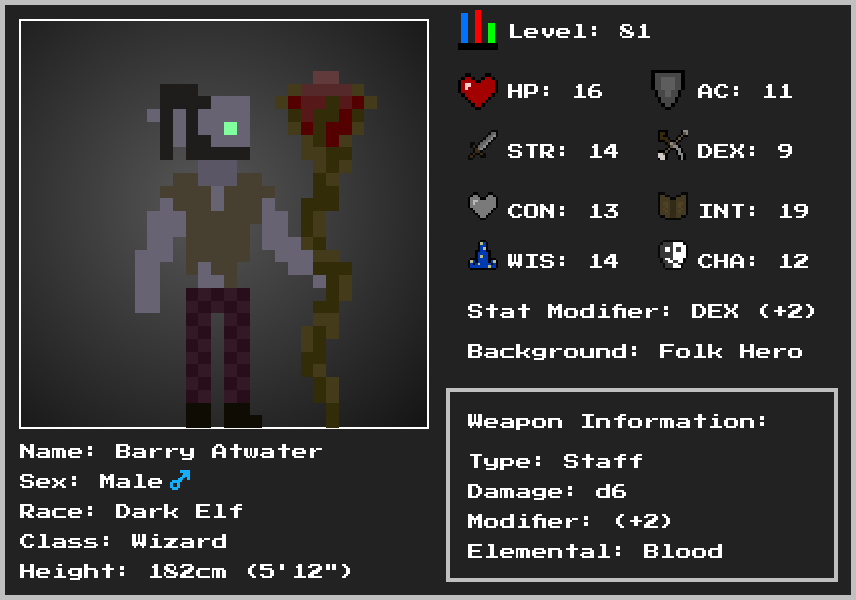 Level: 81
HP: 16
AC: 11
STR: 14
DEX: 9
CON: 13
INT: 19
WIS: 14
CHA: 12
Stat Modifier: DEX (+2)
Background: Folk Hero
Weapon Information:
Type: Staff
Damage: d6
Modifier: (+2)
Elemental: Blood
Name: Barry Atwater
Sex: Male♂
Race: Dark Elf
Class: Wizard
Height: 182cm (5'12")